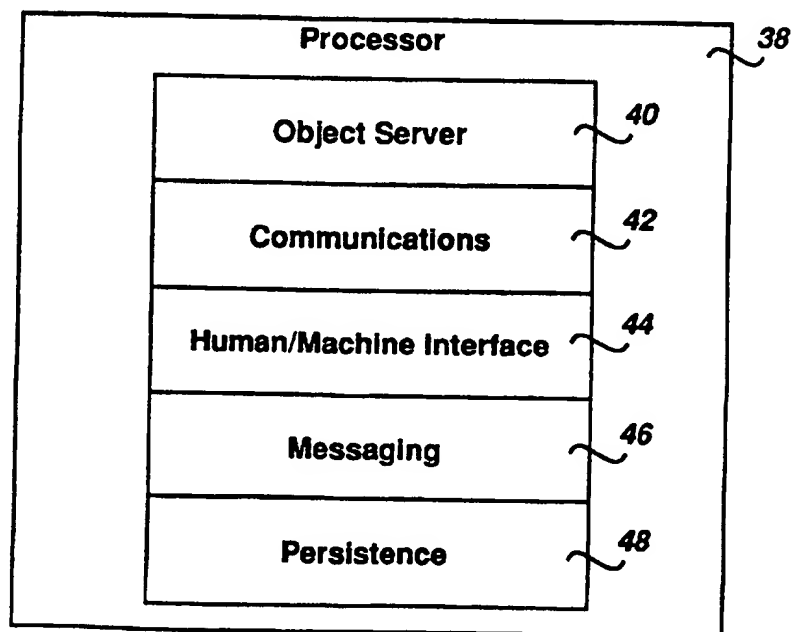 Processor 38
Object Server 40
Communications 42
Human/Machine Interface 44
Messaging 46
Persistence 48